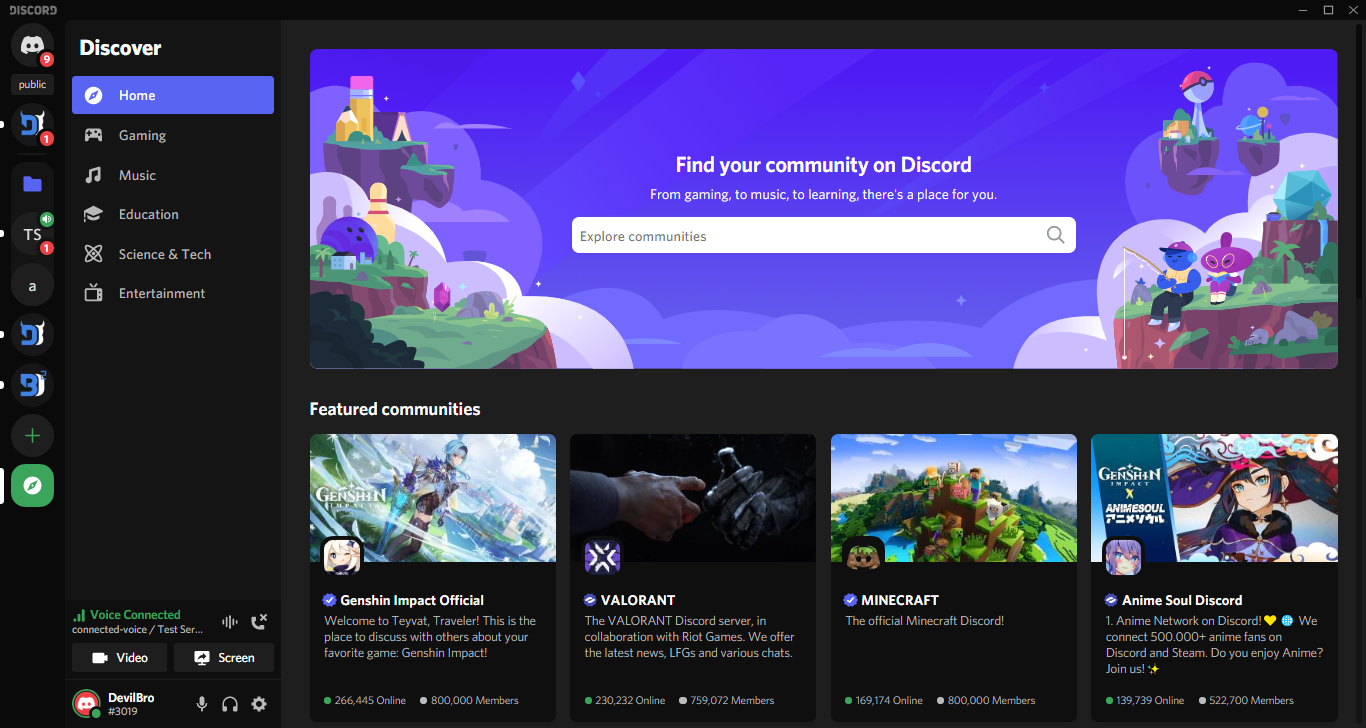 DISCORD
9
public
1
TS
1
a
Discover
Home
Gaming
Music
Education
Science & Tech
Entertainment
Voice Connected
connected-voice / Test Ser...
Video
Screen
DevilBro
#3019
Find your community on Discord
From gaming, to music, to learning, there's a place for you.
Explore communities
Featured communities
GENSHIN
IMPACT
Genshin Impact Official
Welcome to Teyvat, Traveler! This is the
place to discuss with others about your
favorite game: Genshin Impact!
266,445 Online
800,000 Members
VALORANT
The VALORANT Discord server, in
collaboration with Riot Games. We offer
the latest news, LFGs and various chats.
230,232 Online
759,072 Members
MINECRAFT
The official Minecraft Discord!
169,174 Online
800,000 Members
GENSHIN
IMPACT
X
ANIMESOUL
アニメソウル
Anime Soul Discord
1. Anime Network on Discord! 💛 🌐 We
connect 500.000+ anime fans on
Discord and Steam. Do you enjoy Anime?
Join us! ✨
139,739 Online
522,700 Members